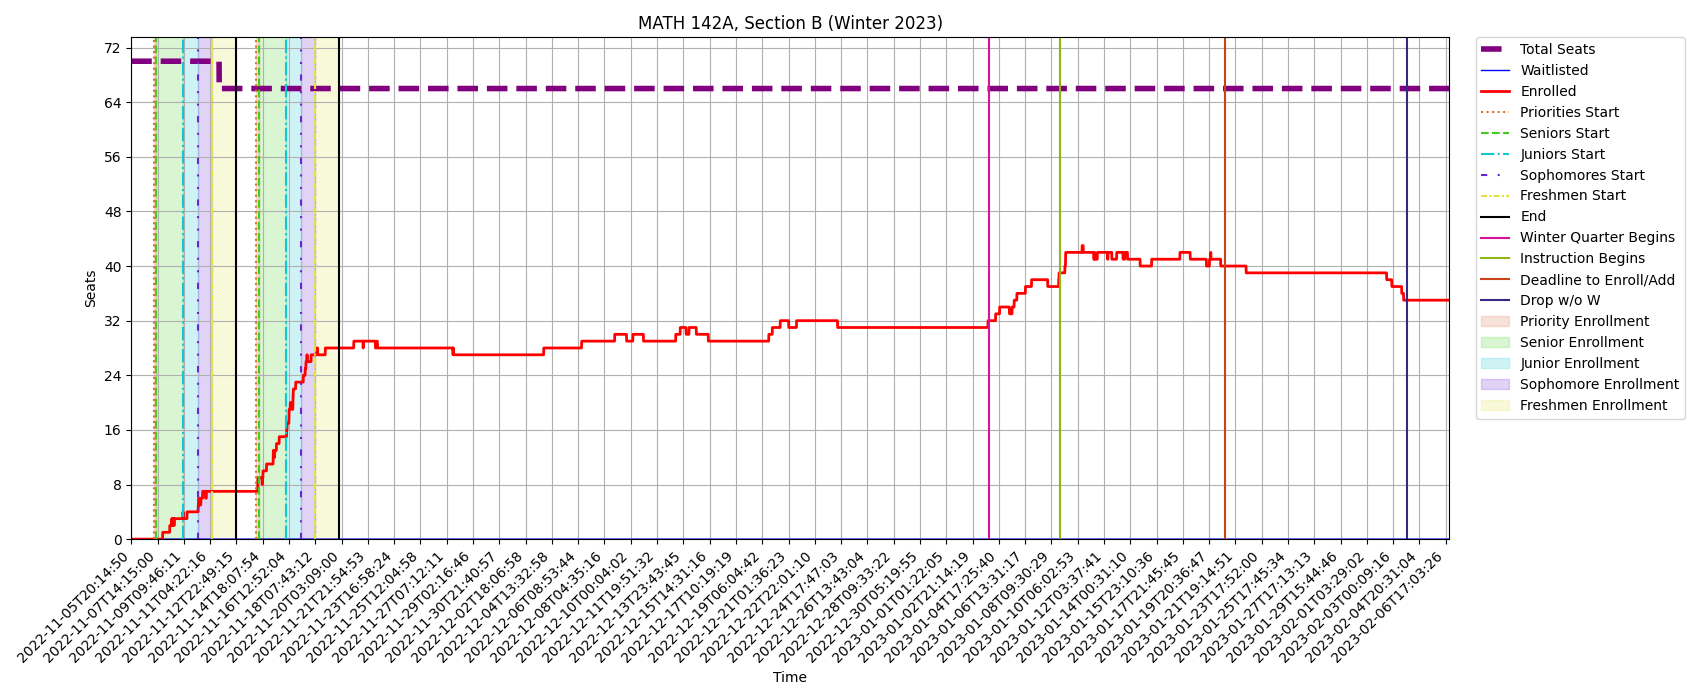 MATH 142A, Section B (Winter 2023)
72
64
56
48
40
32
24
16
8
0
Seats
2022-11-05T20:14:50
2022-11-07T14:15:00
2022-11-09T09:46:11
2022-11-11T04:22:16
2022-11-12T22:49:15
2022-11-14T18:07:54
2022-11-16T12:52:04
2022-11-18T07:43:12
2022-11-20T03:09:00
2022-11-21T21:54:53
2022-11-23T16:58:24
2022-11-25T12:04:58
2022-11-27T07:12:11
2022-11-29T02:16:46
2022-11-30T21:40:57
2022-12-02T18:06:58
2022-12-04T13:32:58
2022-12-06T08:53:44
2022-12-08T04:35:16
2022-12-10T00:04:02
2022-12-11T19:51:32
2022-12-13T23:43:45
2022-12-15T14:31:16
2022-12-17T10:19:19
2022-12-19T06:04:42
2022-12-21T01:36:23
2022-12-22T22:01:10
2022-12-24T17:47:03
2022-12-26T13:43:04
2022-12-28T09:33:22
2022-12-30T05:19:55
2023-01-01T01:22:05
2023-01-02T21:14:19
2023-01-04T17:25:40
2023-01-06T13:31:17
2023-01-08T09:30:29
2023-01-10T06:02:53
2023-01-12T03:37:41
2023-01-14T00:31:10
2023-01-15T23:10:36
2023-01-17T21:45:45
2023-01-19T20:36:47
2023-01-21T19:14:51
2023-01-23T17:52:00
2023-01-25T17:45:34
2023-01-27T17:13:13
2023-01-29T15:44:46
2023-02-01T03:29:02
2023-02-03T00:09:16
2023-02-04T20:31:04
2023-02-06T17:03:26
Time
Total Seats
Waitlisted
Enrolled
Priorities Start
Seniors Start
Juniors Start
Sophomores Start
Freshmen Start
End
Winter Quarter Begins
Instruction Begins
Deadline to Enroll/Add
Drop w/o W
Priority Enrollment
Senior Enrollment
Junior Enrollment
Sophomore Enrollment
Freshmen Enrollment